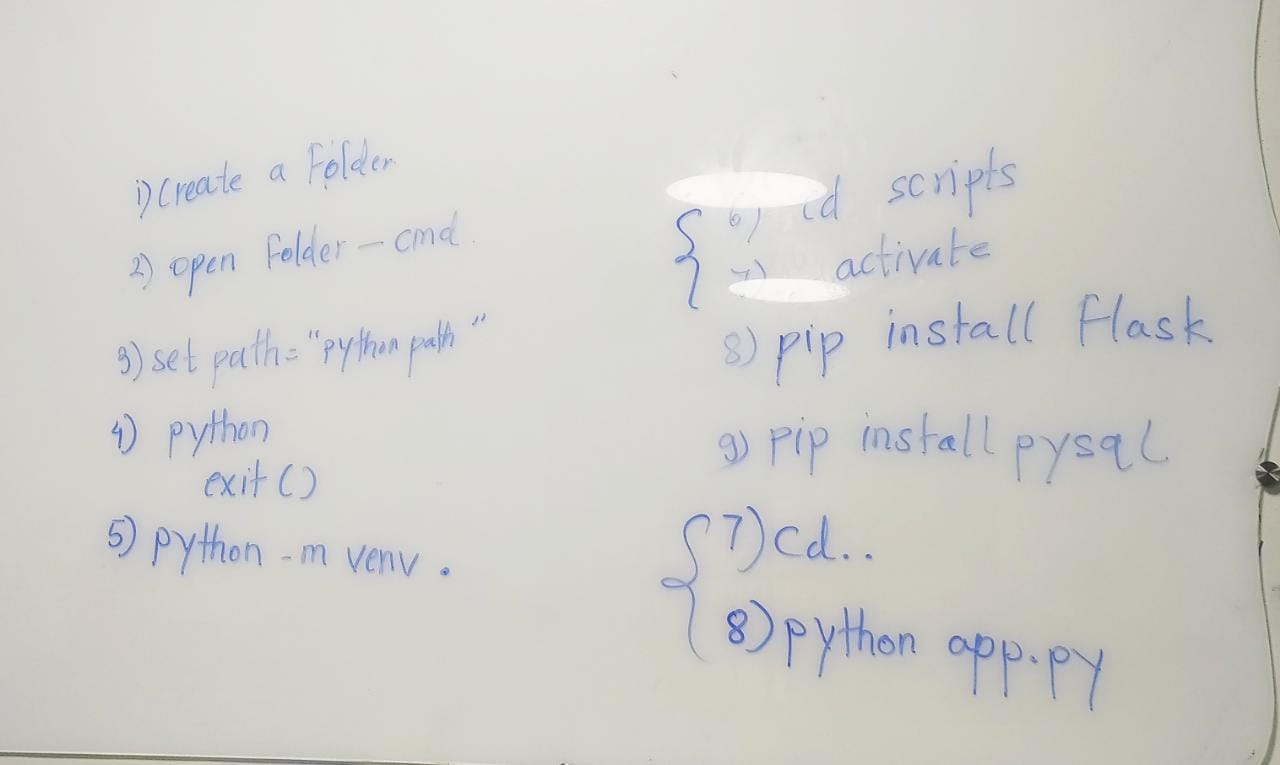 1) Create a Folder
2) open Folder - cmd
3) set path = "python path"
4) python
exit ()
5) python -m venv .
6) cd scripts
7) activate
8) pip install Flask
9) pip install pysql
7) cd..
8) python app.py